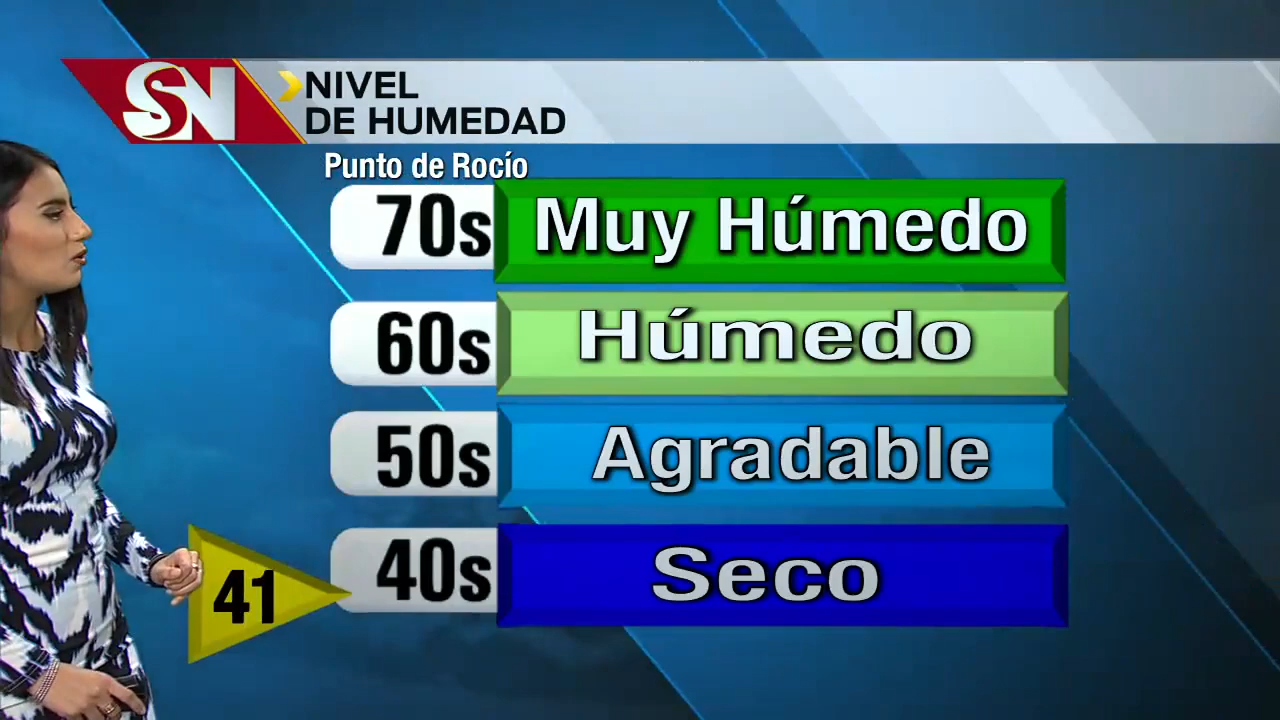 SN
NIVEL
DE HUMEDAD
Punto de Rocío
70s Muy Húmedo
60s Húmedo
50s Agradable
40s Seco
41